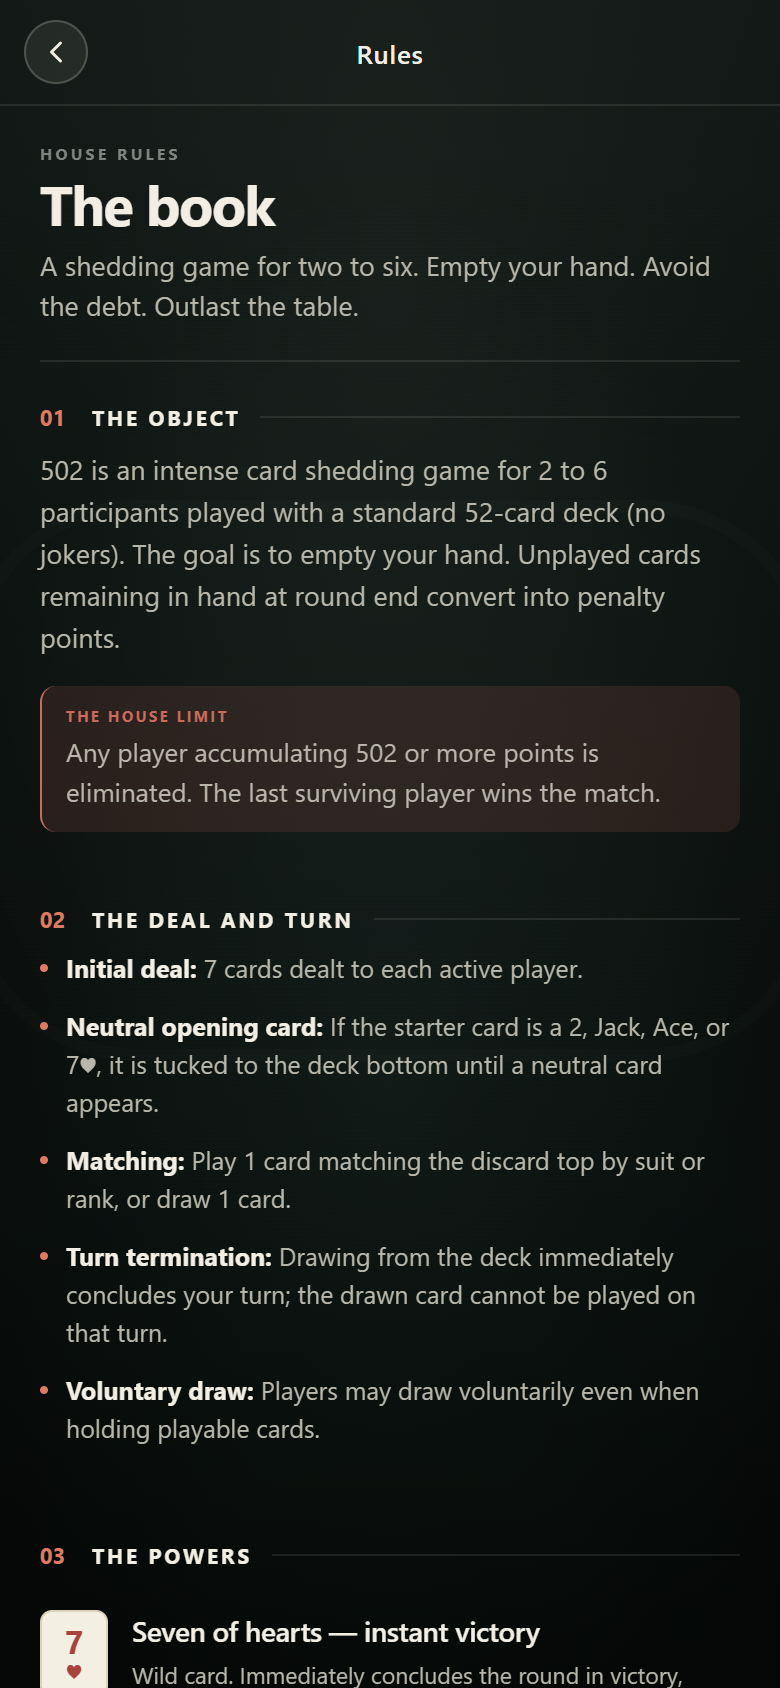 Rules
HOUSE RULES
The book
A shedding game for two to six. Empty your hand. Avoid
the debt. Outlast the table.
01 THE OBJECT
502 is an intense card shedding game for 2 to 6
participants played with a standard 52-card deck (no
jokers). The goal is to empty your hand. Unplayed cards
remaining in hand at round end convert into penalty
points.
THE HOUSE LIMIT
Any player accumulating 502 or more points is
eliminated. The last surviving player wins the match.
02 THE DEAL AND TURN
• Initial deal: 7 cards dealt to each active player.
• Neutral opening card: If the starter card is a 2, Jack, Ace, or
7♥, it is tucked to the deck bottom until a neutral card
appears.
• Matching: Play 1 card matching the discard top by suit or
rank, or draw 1 card.
• Turn termination: Drawing from the deck immediately
concludes your turn; the drawn card cannot be played on
that turn.
• Voluntary draw: Players may draw voluntarily even when
holding playable cards.
03 THE POWERS
7
♥
Seven of hearts — instant victory
Wild card. Immediately concludes the round in victory,